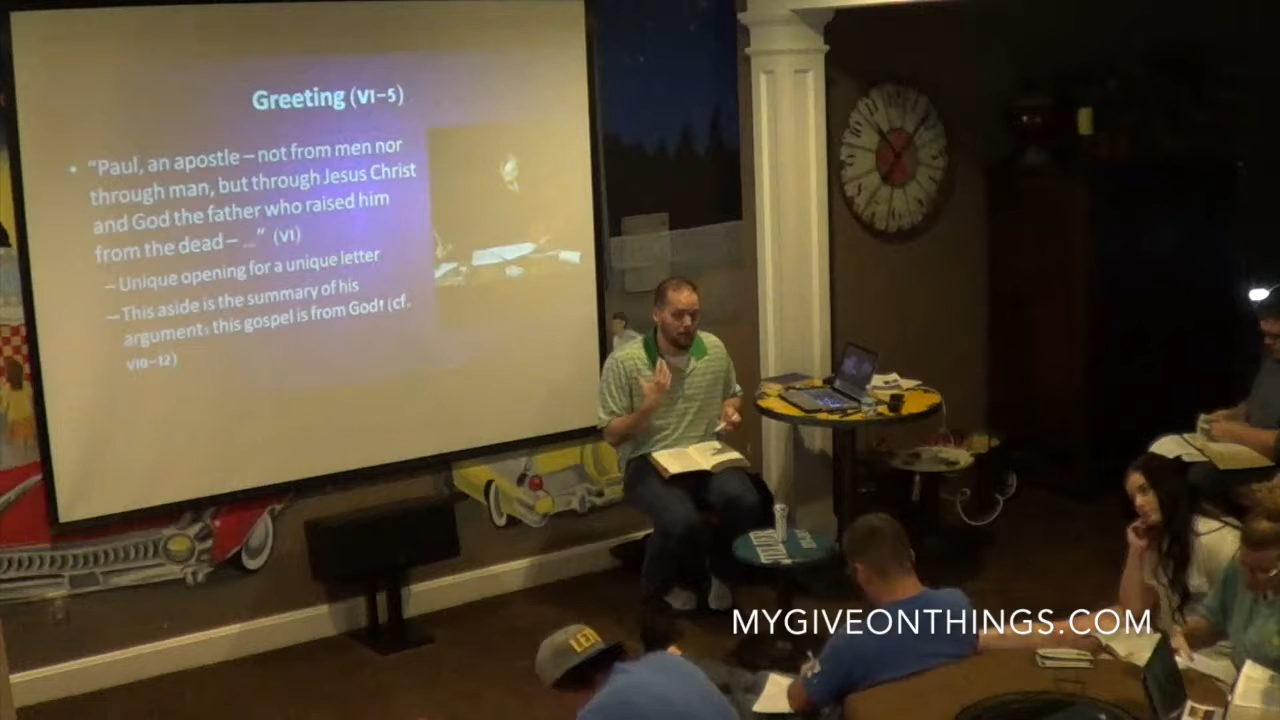 Greeting (v1-5)
• "Paul, an apostle – not from men nor
through man, but through Jesus Christ
and God the father who raised him
from the dead – ..." (v1)
– Unique opening for a unique letter
– This aside is the summary of his
argument: this gospel is from God! (cf.
v10-12)
MYGIVEONTHINGS.COM